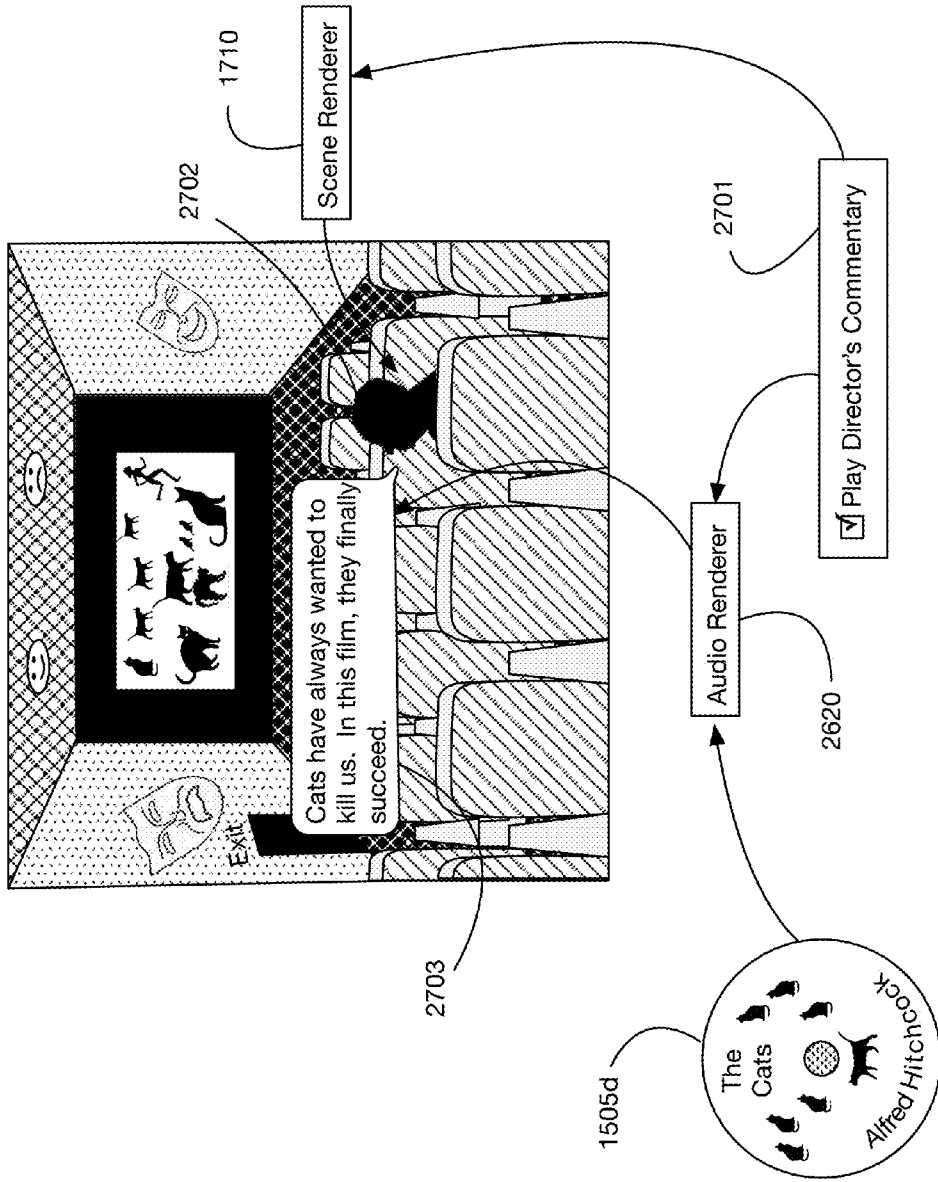 Exit
Cats have always wanted to
kill us. In this film, they finally
succeed.
2702
1710
Scene Renderer
2703
1505d
The
Cats
Alfred Hitchcock
Audio Renderer
2620
2701
☑ Play Director's Commentary